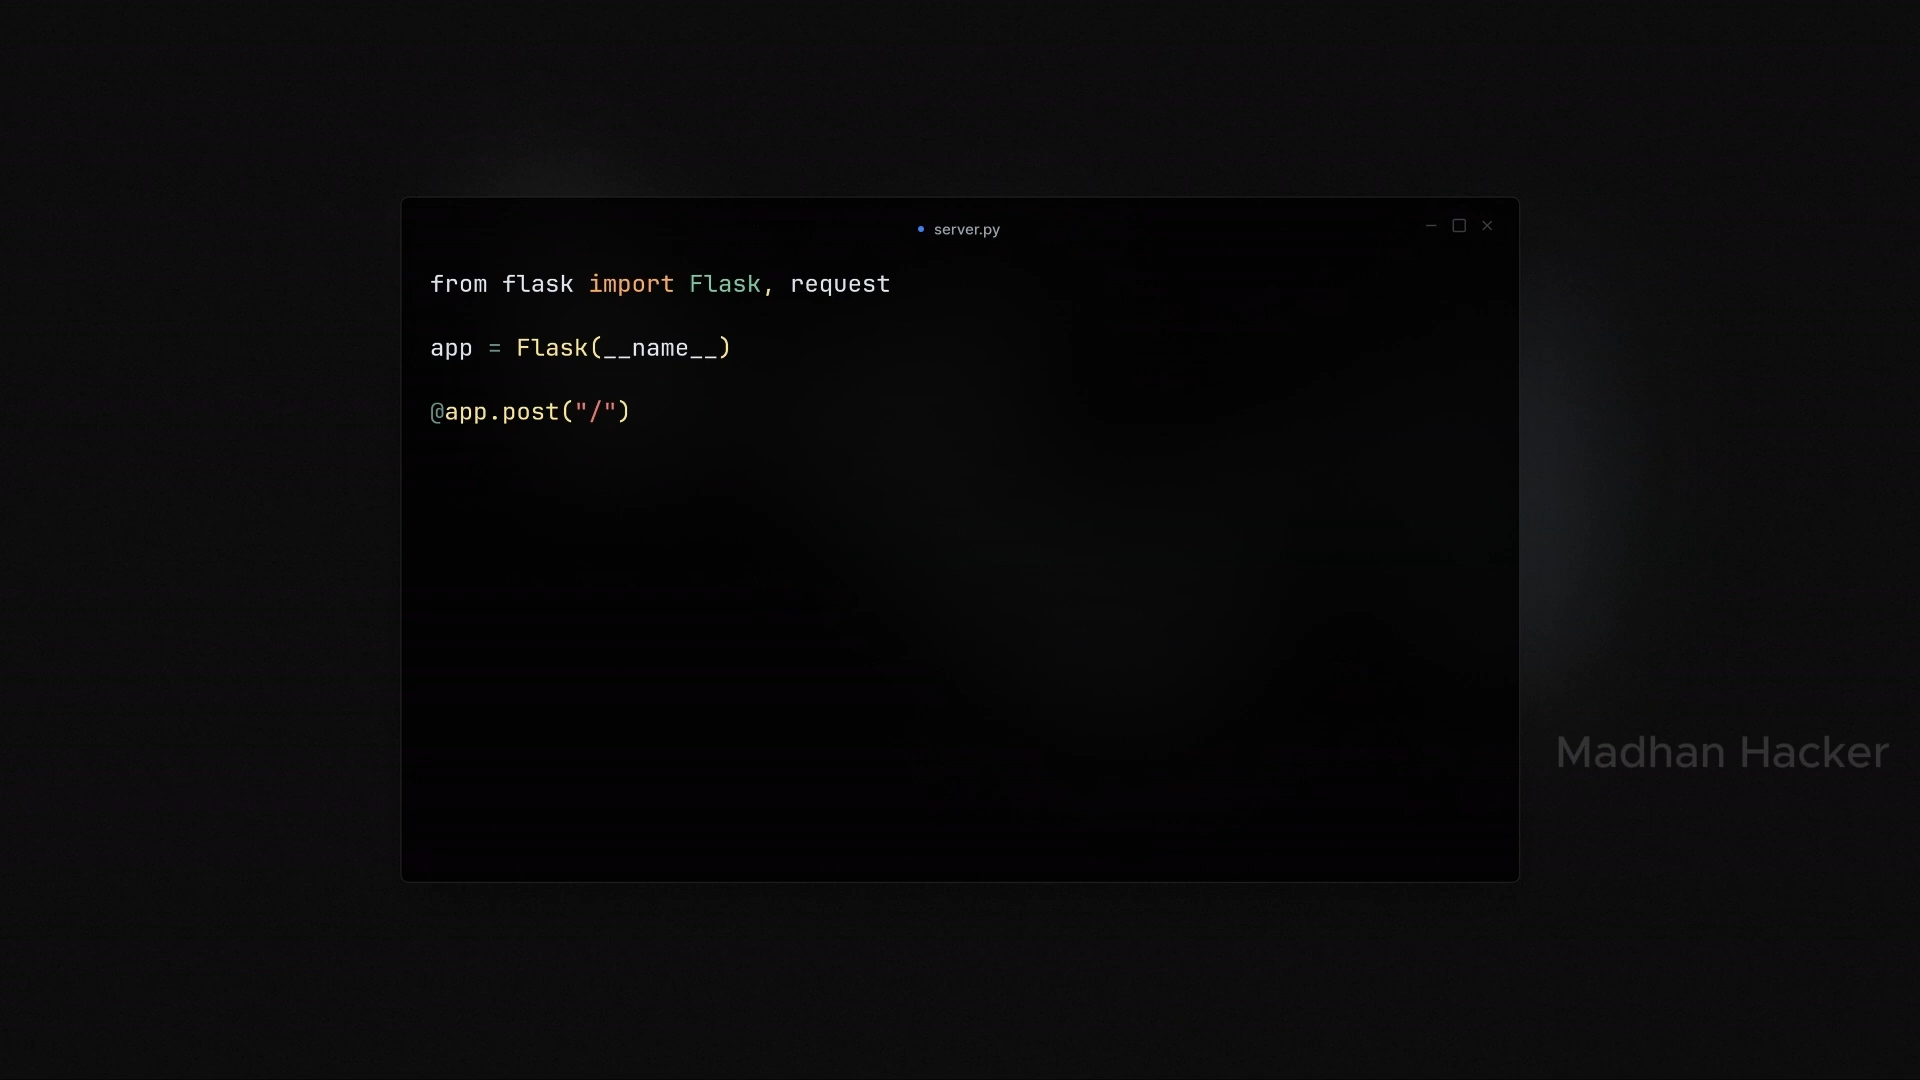 server.py
from flask import Flask, request
app = Flask(__name__)
@app.post("/")
Madhan Hacker